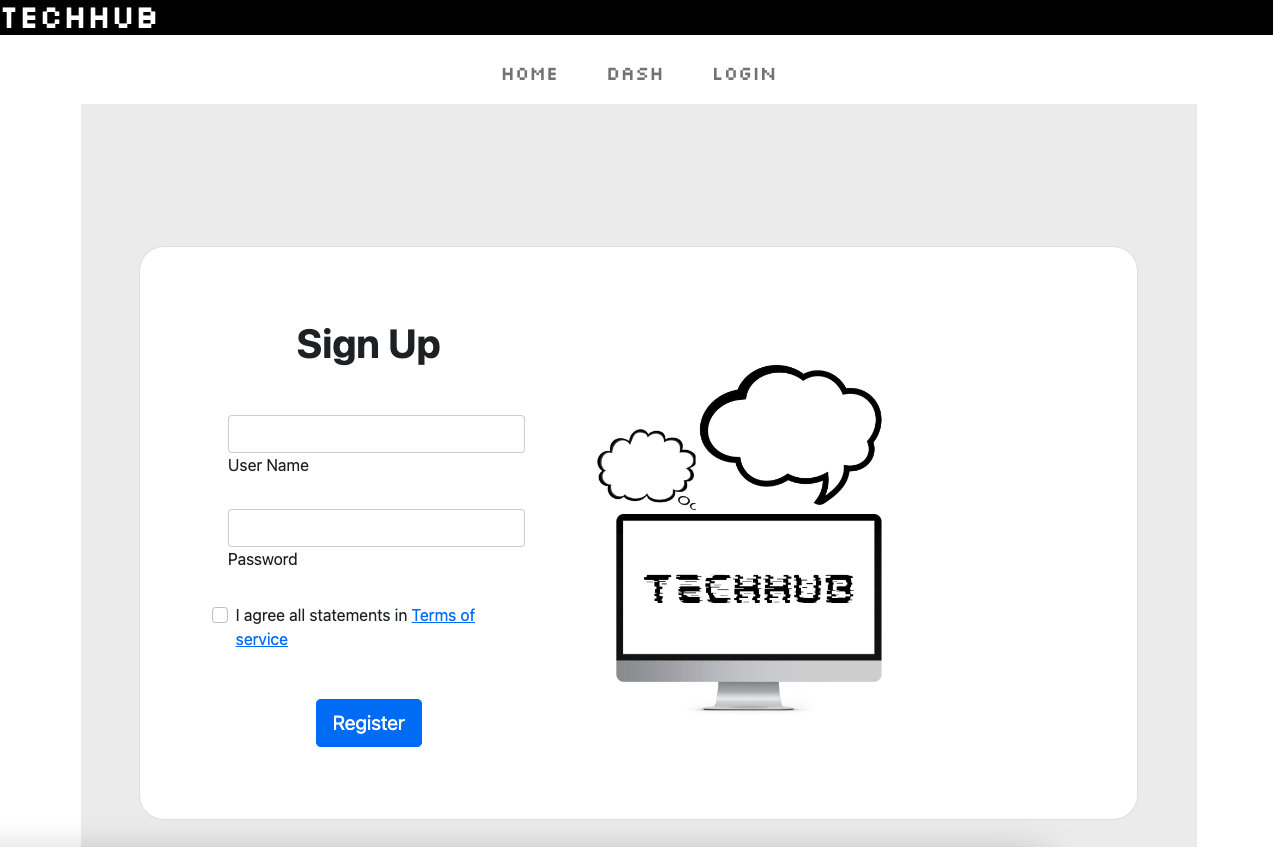 TECHHUB
HOME DASH LOGIN
Sign Up
User Name
Password
I agree all statements in Terms of
service
Register
TECHHUB